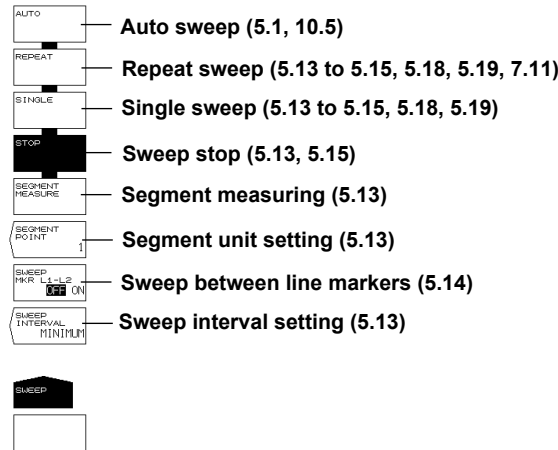 AUTO
Auto sweep (5.1, 10.5)
REPEAT
Repeat sweep (5.13 to 5.15, 5.18, 5.19, 7.11)
SINGLE
Single sweep (5.13 to 5.15, 5.18, 5.19)
STOP
Sweep stop (5.13, 5.15)
SEGMENT
MEASURE
Segment measuring (5.13)
SEGMENT
POINT
1
Segment unit setting (5.13)
SWEEP
MKR L1-L2
OFF ON
Sweep between line markers (5.14)
SWEEP
INTERVAL
MINIMUM
Sweep interval setting (5.13)
SWEEP